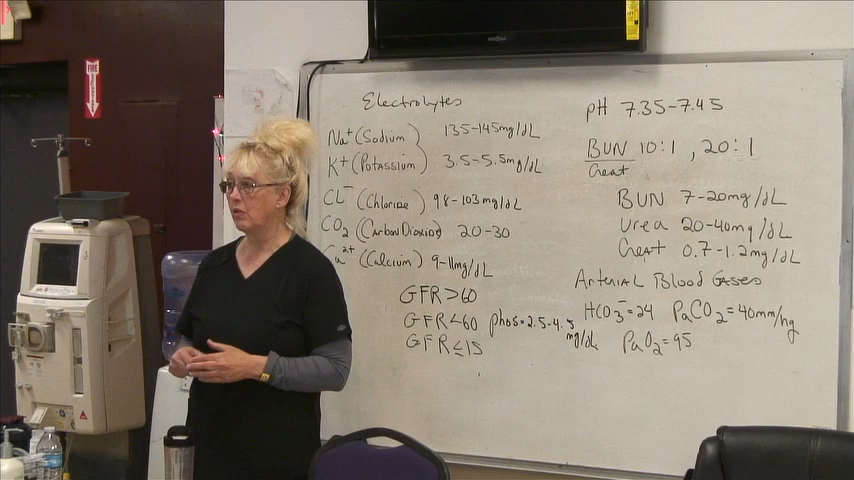 FIRE
INSIGNIA
Electrolytes
Na+ (Sodium) 135-145mg/dL
K+ (Potassium) 3.5-5.5mg/dL
CL- (Chloride) 98-103mg/dL
CO2 (Carbon Dioxide) 20-30
Ca2+ (Calcium) 9-11mg/dL
GFR>60
GFR<60 phos=2.5-4.5 mg/dL
GFR≤15
pH 7.35-7.45
BUN 10:1, 20:1
Creat
BUN 7-20mg/dL
Urea 20-40mg/dL
Creat 0.7-1.2mg/dL
Arterial Blood Gases
HCO3-=24 PaCO2=40mm/hg
PaO2=95